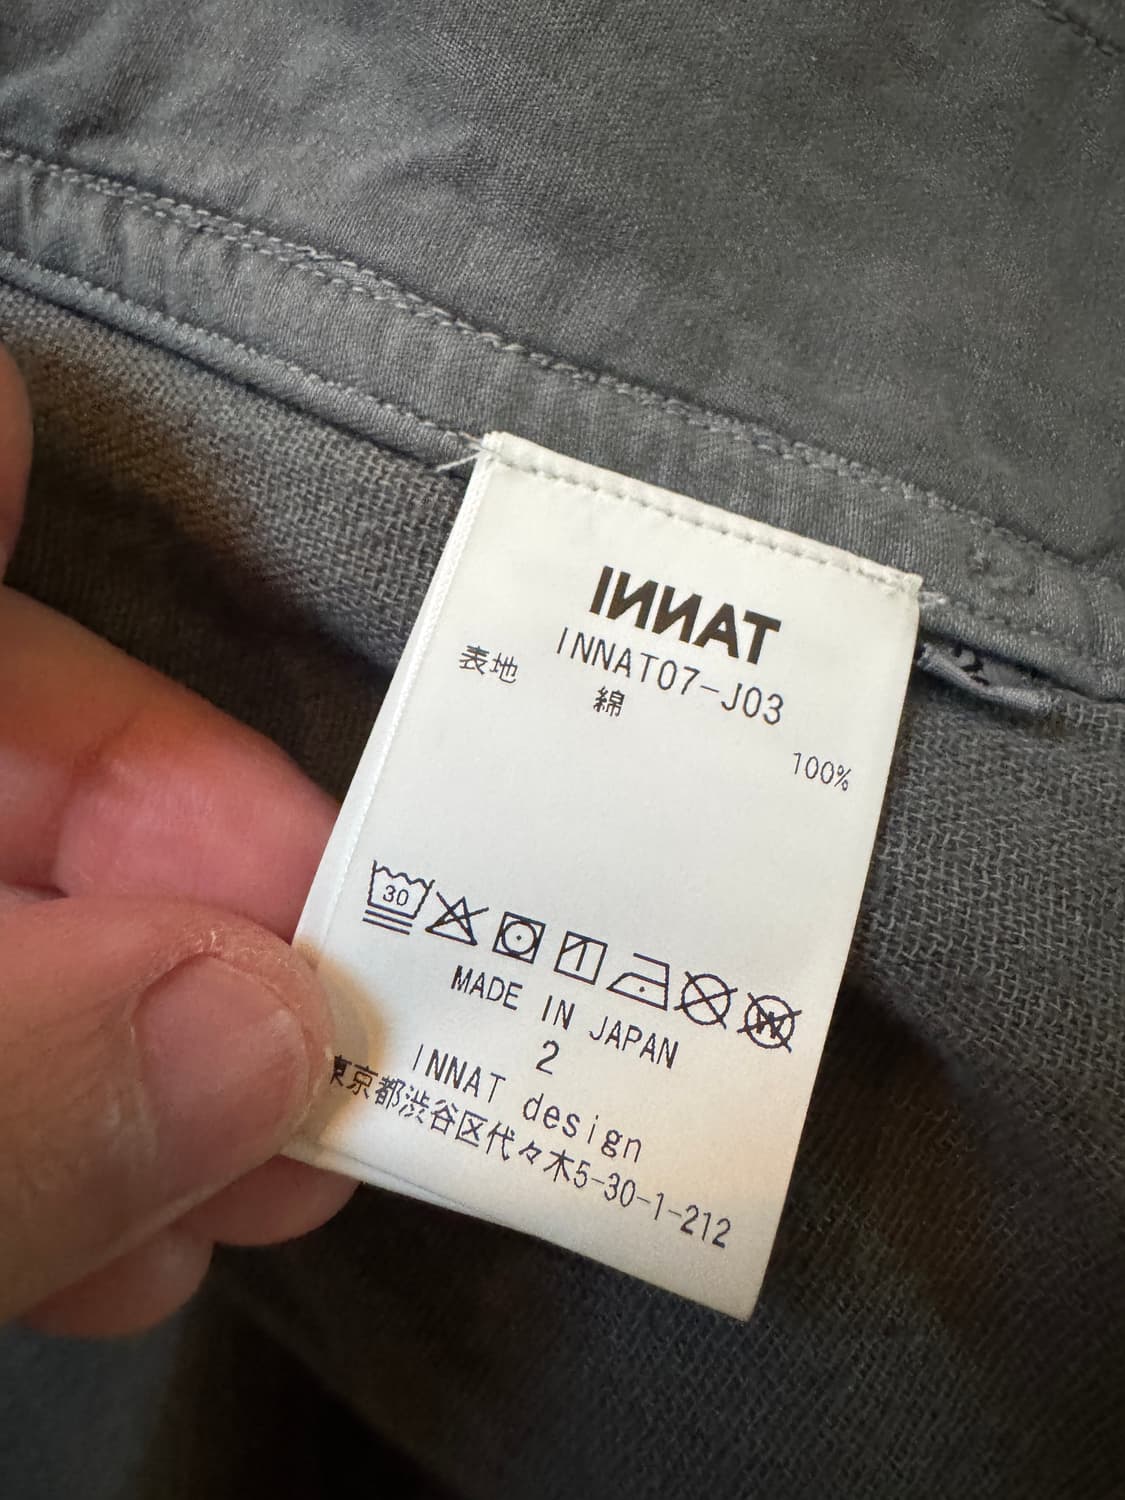 INNAT
INNAT07-J03
表地
綿
100%
30
MADE IN JAPAN
2
INNAT design
東京都渋谷区代々木5-30-1-212